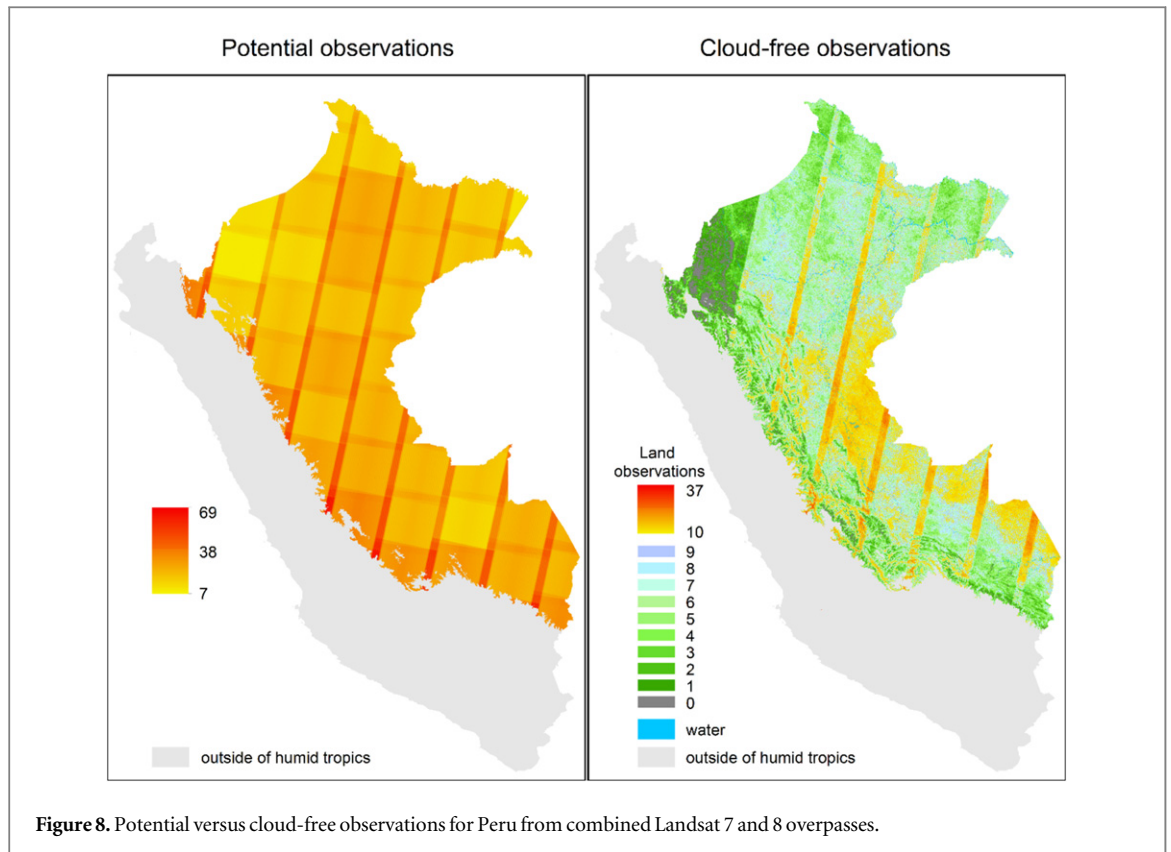 Potential observations
Cloud-free observations
69
38
7
outside of humid tropics
Land
observations
37
10
9
8
7
6
5
4
3
2
1
0
water
outside of humid tropics
Figure 8. Potential versus cloud-free observations for Peru from combined Landsat 7 and 8 overpasses.